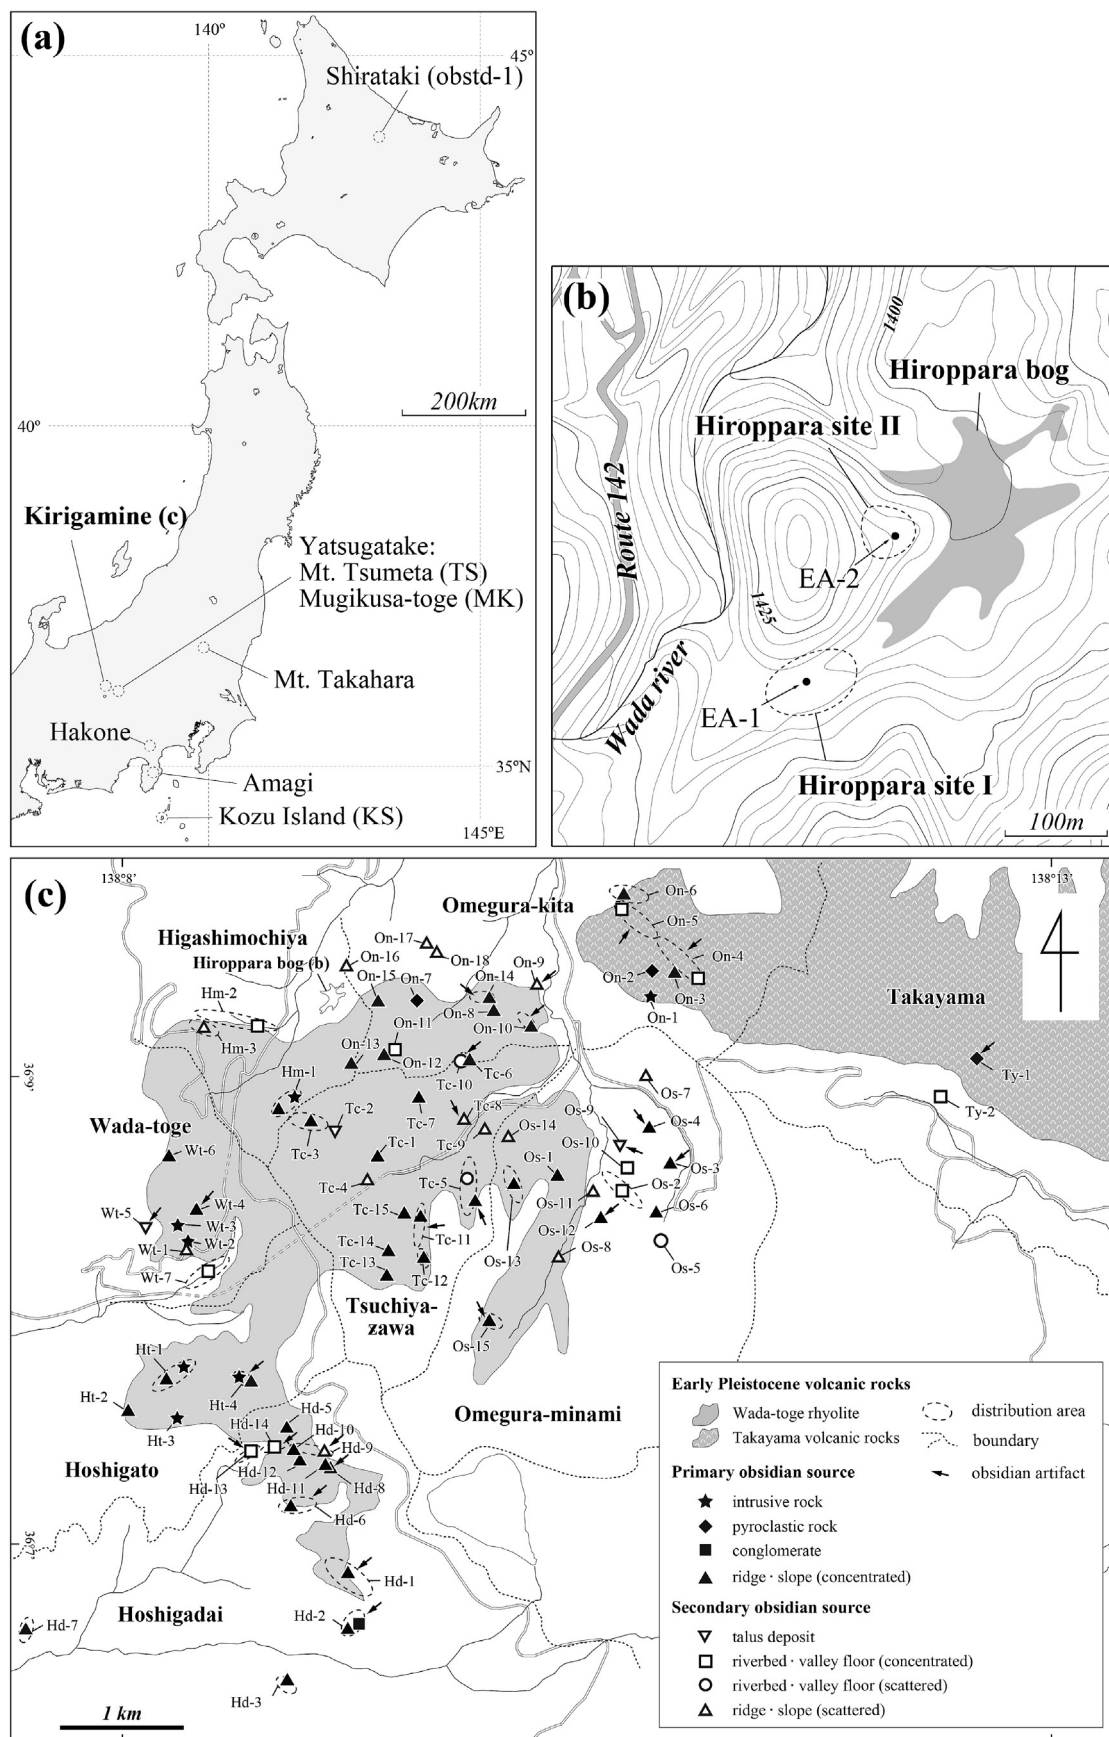 (a)
140°
45°
Shirataki (obstd-1)
200km
40°
Kirigamine (c)
Yatsugatake:
Mt. Tsumeta (TS)
Mugikusa-toge (MK)
Mt. Takahara
Hakone
35°N
Amagi
Kozu Island (KS)
145°E
(b)
1400
Hiroppara bog
Hiroppara site II
Route 142
EA-2
1425
Wada river
EA-1
Hiroppara site I
100m
(c)
138°8'
138°13'
Omegura-kita
On-6
On-5
On-4
On-17
On-16
On-18
Higashimochiya
Hiroppara bog (b)
On-15
On-7
On-14
On-9
On-2
On-3
On-1
Takayama
Hm-2
Hm-3
On-8
On-10
On-11
On-13
On-12
Tc-10
Tc-6
36°9'
Hm-1
Tc-2
Tc-3
Tc-7
Tc-8
Tc-9
Os-14
Os-9
Os-7
Os-4
Ty-1
Ty-2
Wada-toge
Wt-6
Tc-1
Tc-4
Tc-5
Os-1
Os-10
Os-3
Os-2
Os-11
Os-6
Wt-4
Wt-5
Wt-3
Wt-2
Wt-1
Wt-7
Tc-15
Tc-11
Tc-14
Tc-13
Tc-12
Os-13
Os-12
Os-8
Os-5
Tsuchiya-
zawa
Os-15
Ht-1
Ht-2
Ht-4
Ht-3
Hd-5
Hd-14
Hd-10
Hd-9
Hd-12
Hd-13
Hd-11
Hd-8
Hd-6
Omegura-minami
Hoshigato
36°7'
Hd-1
Hoshigadai
Hd-2
Hd-7
Hd-3
1 km
Early Pleistocene volcanic rocks
Wada-toge rhyolite
Takayama volcanic rocks
distribution area
boundary
obsidian artifact
Primary obsidian source
intrusive rock
pyroclastic rock
conglomerate
ridge · slope (concentrated)
Secondary obsidian source
talus deposit
riverbed · valley floor (concentrated)
riverbed · valley floor (scattered)
ridge · slope (scattered)